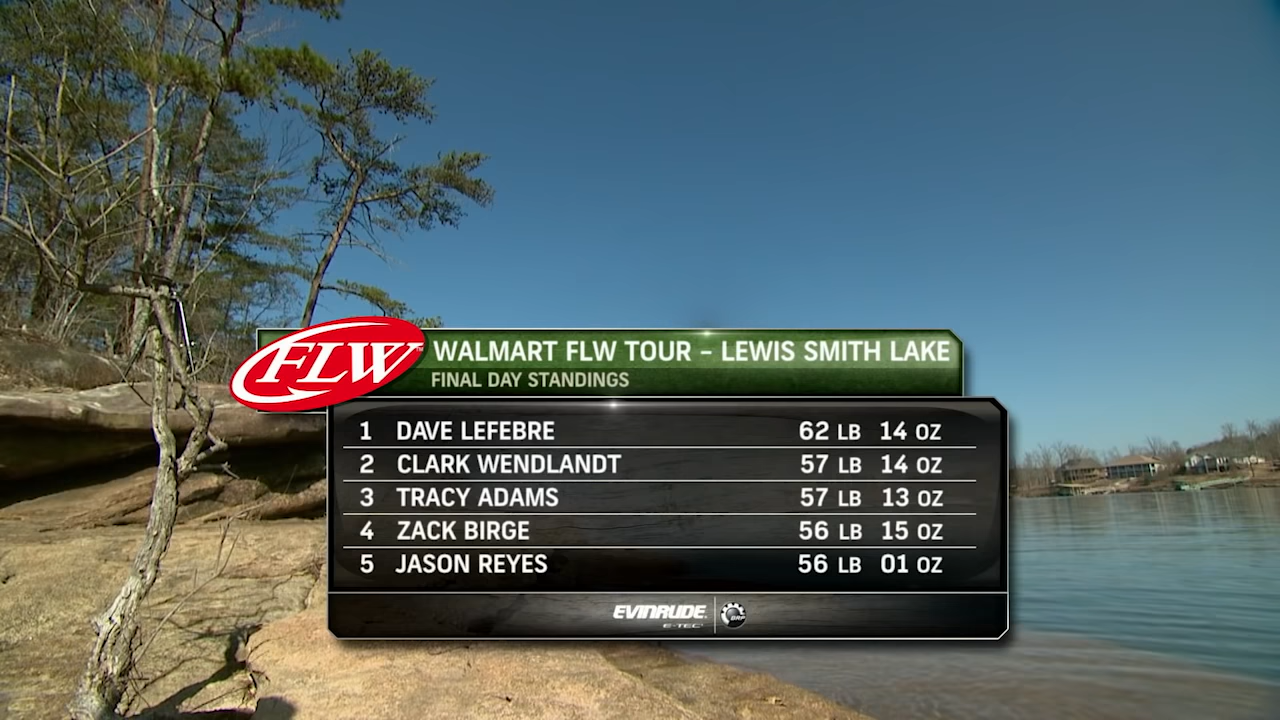 FLW
WALMART FLW TOUR – LEWIS SMITH LAKE
FINAL DAY STANDINGS
1 DAVE LEFEBRE 62 LB 14 OZ
2 CLARK WENDLANDT 57 LB 14 OZ
3 TRACY ADAMS 57 LB 13 OZ
4 ZACK BIRGE 56 LB 15 OZ
5 JASON REYES 56 LB 01 OZ
EVINRUDE
E-TEC
BRP